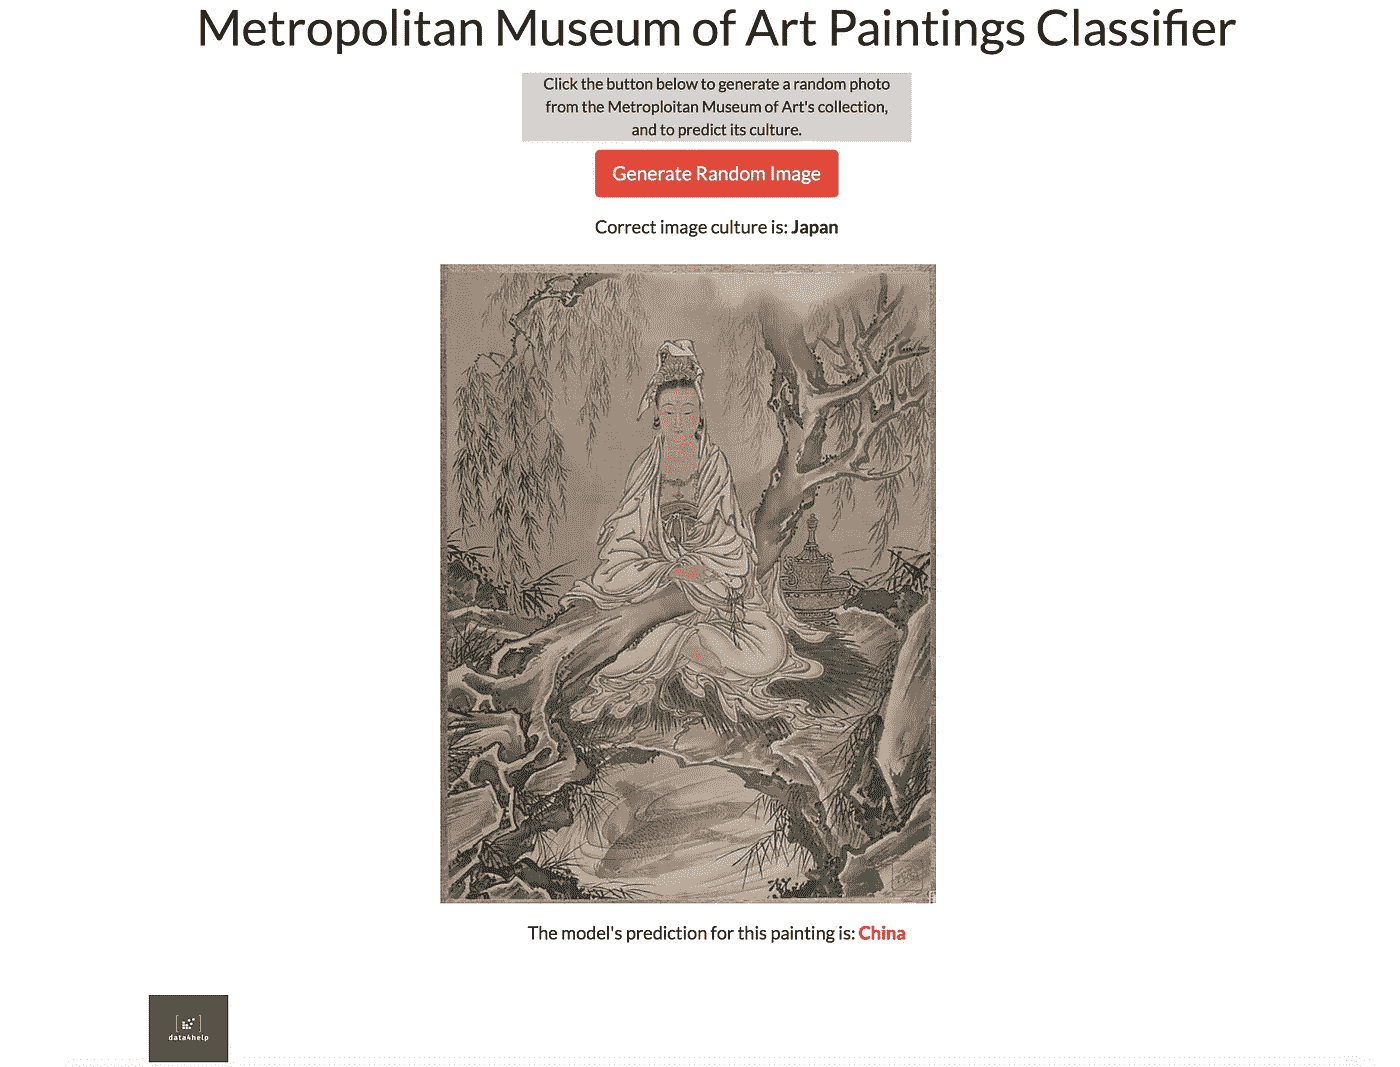 Metropolitan Museum of Art Paintings Classifier
Click the button below to generate a random photo
from the Metroploitan Museum of Art's collection,
and to predict its culture.
Generate Random Image
Correct image culture is: Japan
The model's prediction for this painting is: China
data4help